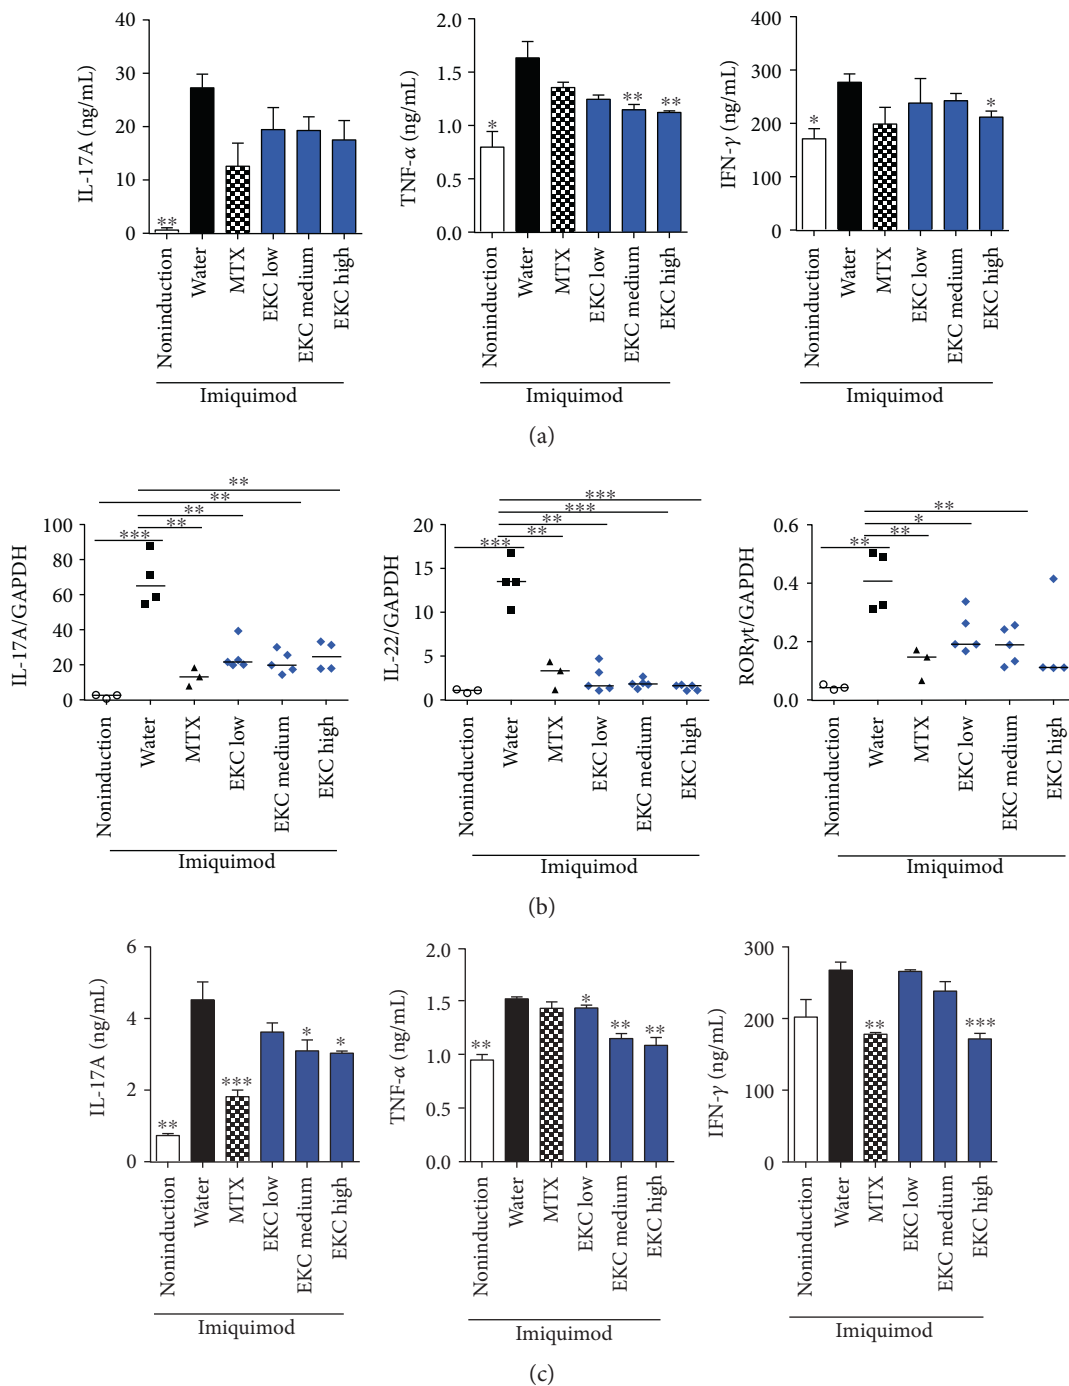 IL-17A (ng/mL)
40
30
20
10
0
**
Noninduction
Water
MTX
EKC low
EKC medium
EKC high
Imiquimod
TNF-α (ng/mL)
2.0
1.5
1.0
0.5
0.0
*
**
**
Noninduction
Water
MTX
EKC low
EKC medium
EKC high
Imiquimod
IFN-γ (ng/mL)
400
300
200
100
0
*
*
Noninduction
Water
MTX
EKC low
EKC medium
EKC high
Imiquimod
(a)
IL-17A/GAPDH
100
80
60
40
20
0
**
**
**
**
***
Noninduction
Water
MTX
EKC low
EKC medium
EKC high
Imiquimod
IL-22/GAPDH
20
15
10
5
0
***
***
**
**
***
Noninduction
Water
MTX
EKC low
EKC medium
EKC high
Imiquimod
RORγt/GAPDH
0.6
0.4
0.2
0.0
**
*
**
**
Noninduction
Water
MTX
EKC low
EKC medium
EKC high
Imiquimod
(b)
IL-17A (ng/mL)
6
4
2
0
**
***
*
*
Noninduction
Water
MTX
EKC low
EKC medium
EKC high
Imiquimod
TNF-α (ng/mL)
2.0
1.5
1.0
0.5
0.0
**
*
**
**
Noninduction
Water
MTX
EKC low
EKC medium
EKC high
Imiquimod
IFN-γ (ng/mL)
300
200
100
0
**
***
Noninduction
Water
MTX
EKC low
EKC medium
EKC high
Imiquimod
(c)